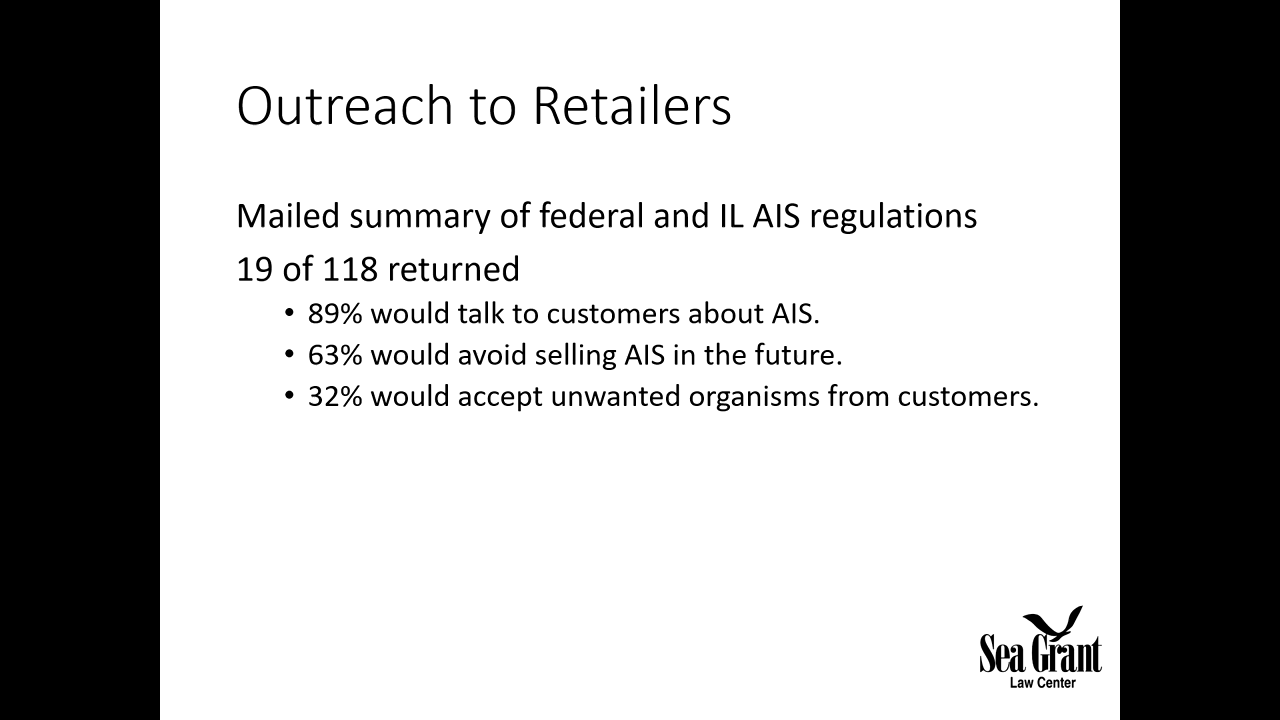 Outreach to Retailers
Mailed summary of federal and IL AIS regulations
19 of 118 returned
• 89% would talk to customers about AIS.
• 63% would avoid selling AIS in the future.
• 32% would accept unwanted organisms from customers.
Sea Grant
Law Center